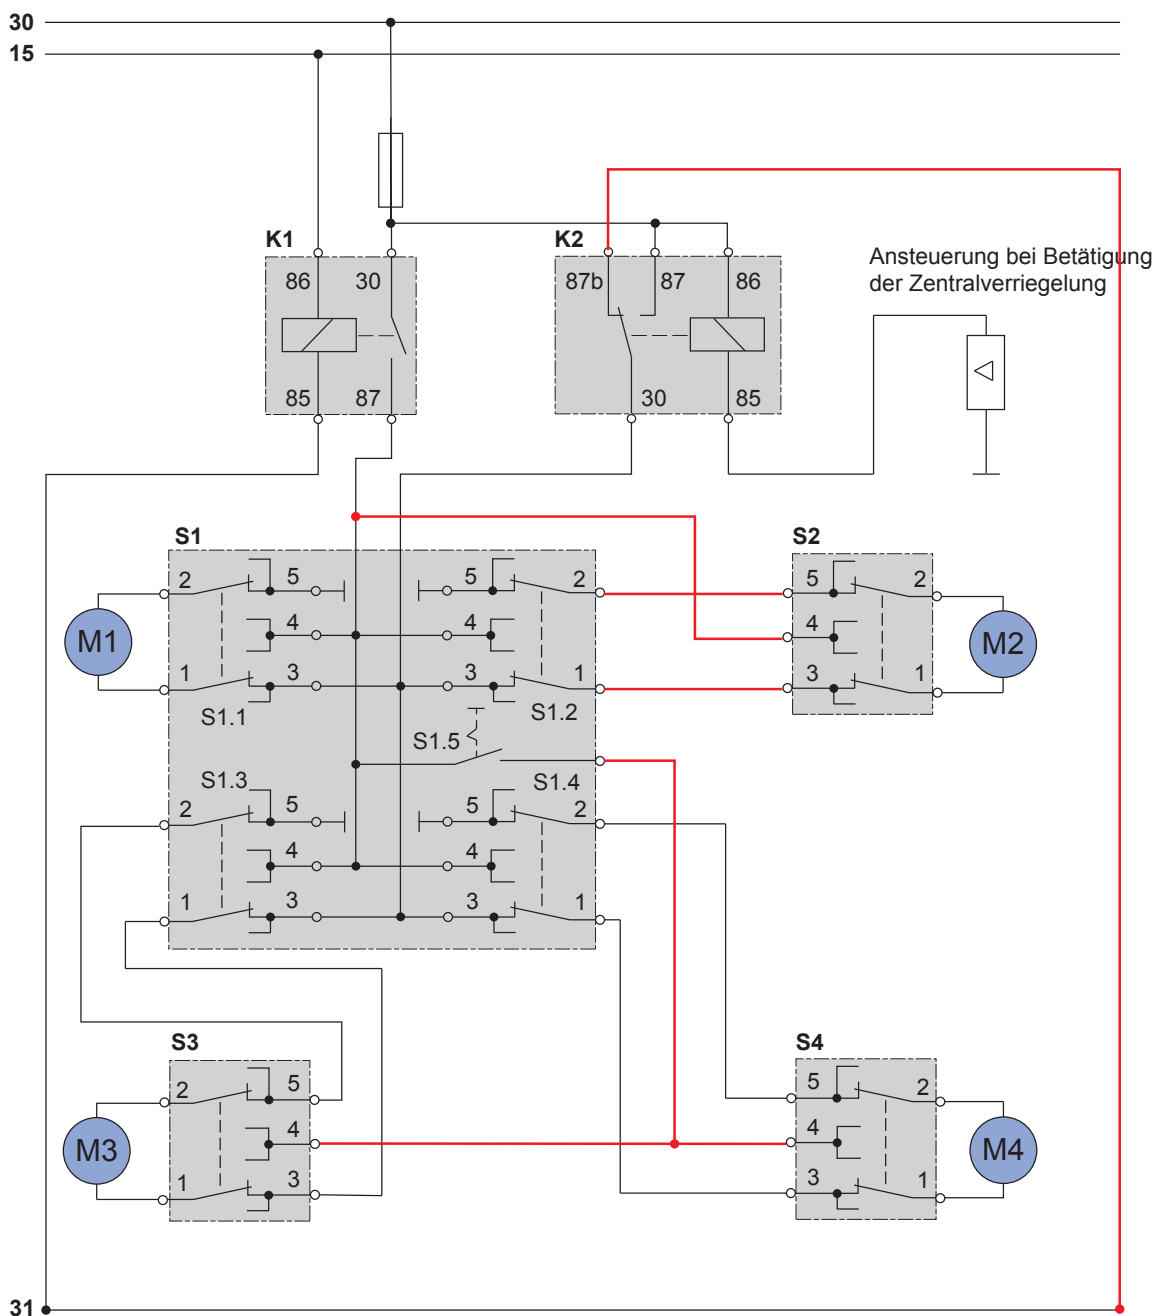 30
15
K1
K2
Ansteuerung bei Betätigung
der Zentralverriegelung
86 30
87b 87 86
85 87
30 85
S1
S2
2 5 5 2
5 2
M1
4 4
4
M2
1 3 3 1
3 1
S1.1
S1.2
S1.5
S1.3
S1.4
2 5 5 2
4 4
1 3 3 1
S3
S4
2 5
5 2
M3
4
4
M4
1 3
3 1
31